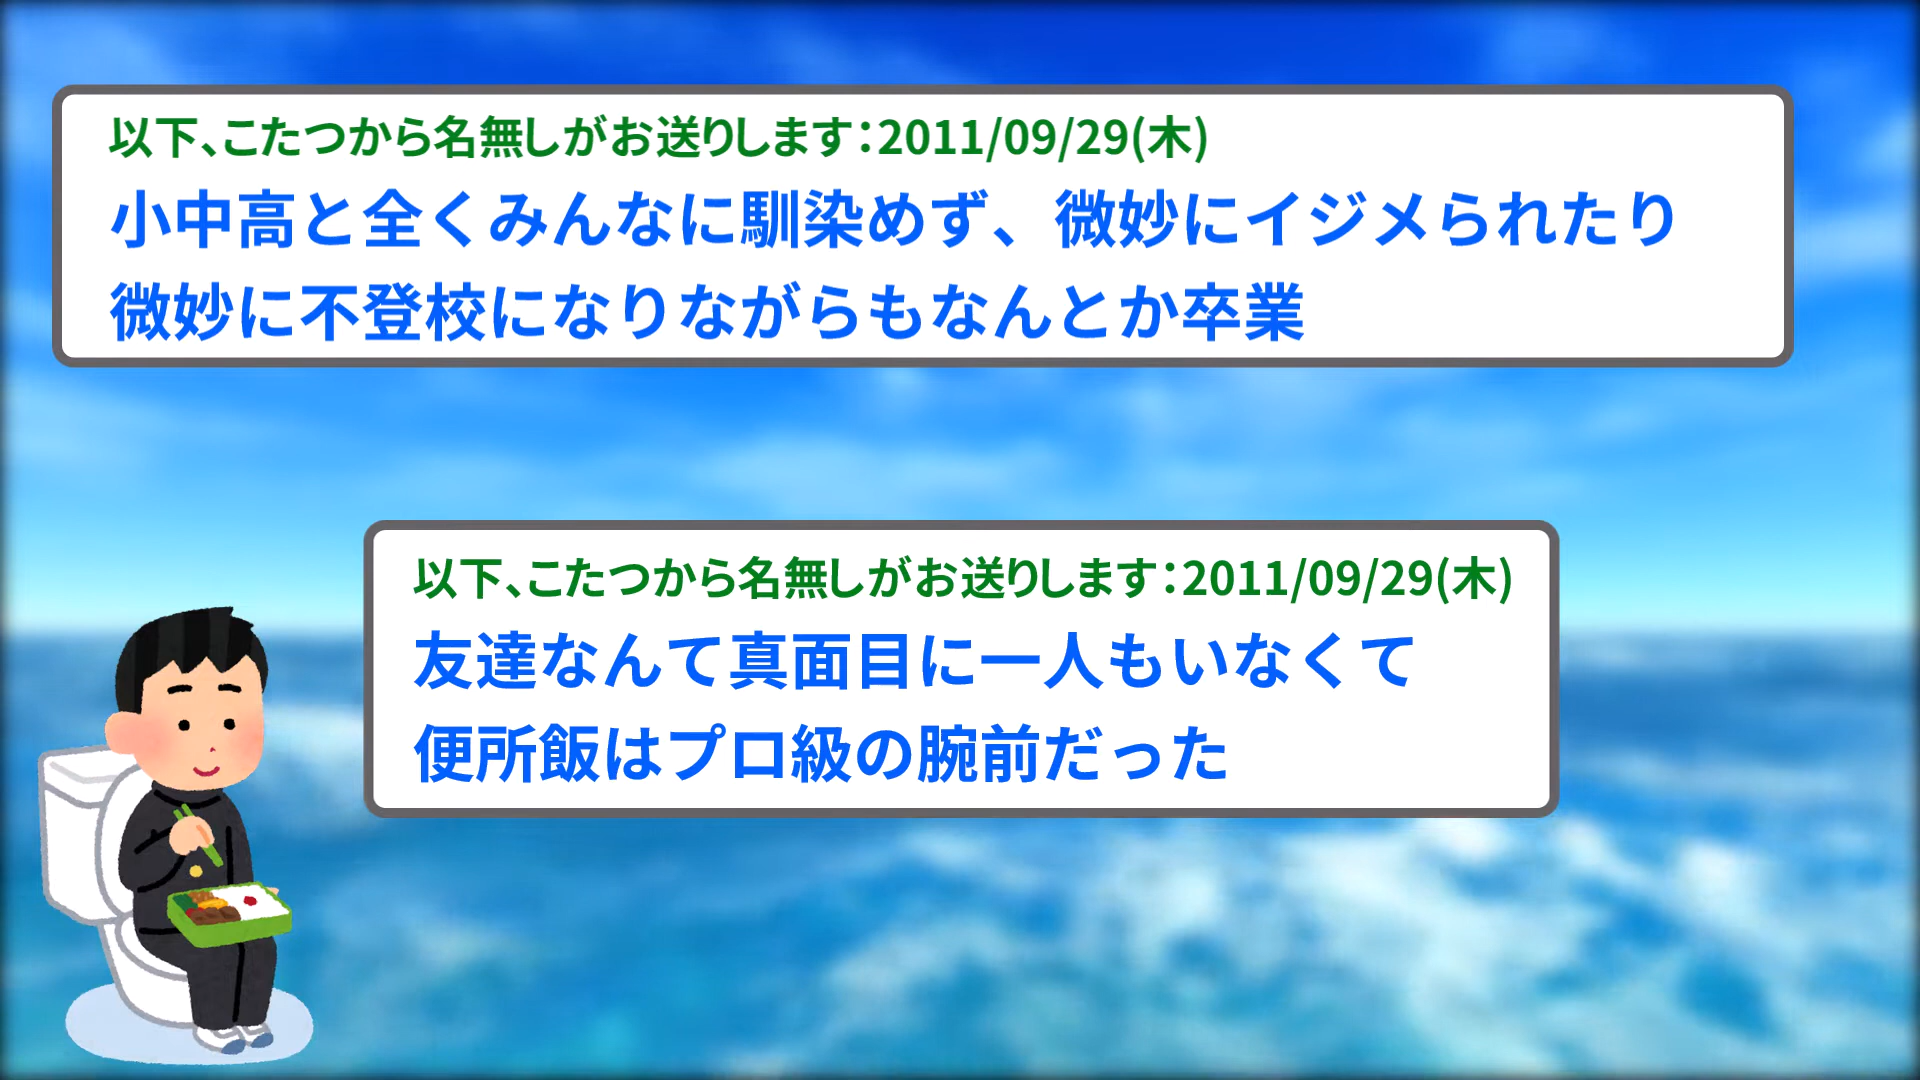 以下、こたつから名無しがお送りします：2011/09/29(木)
小中高と全くみんなに馴染めず、微妙にイジメられたり
微妙に不登校になりながらもなんとか卒業
以下、こたつから名無しがお送りします：2011/09/29(木)
友達なんて真面目に一人もいなくて
便所飯はプロ級の腕前だった